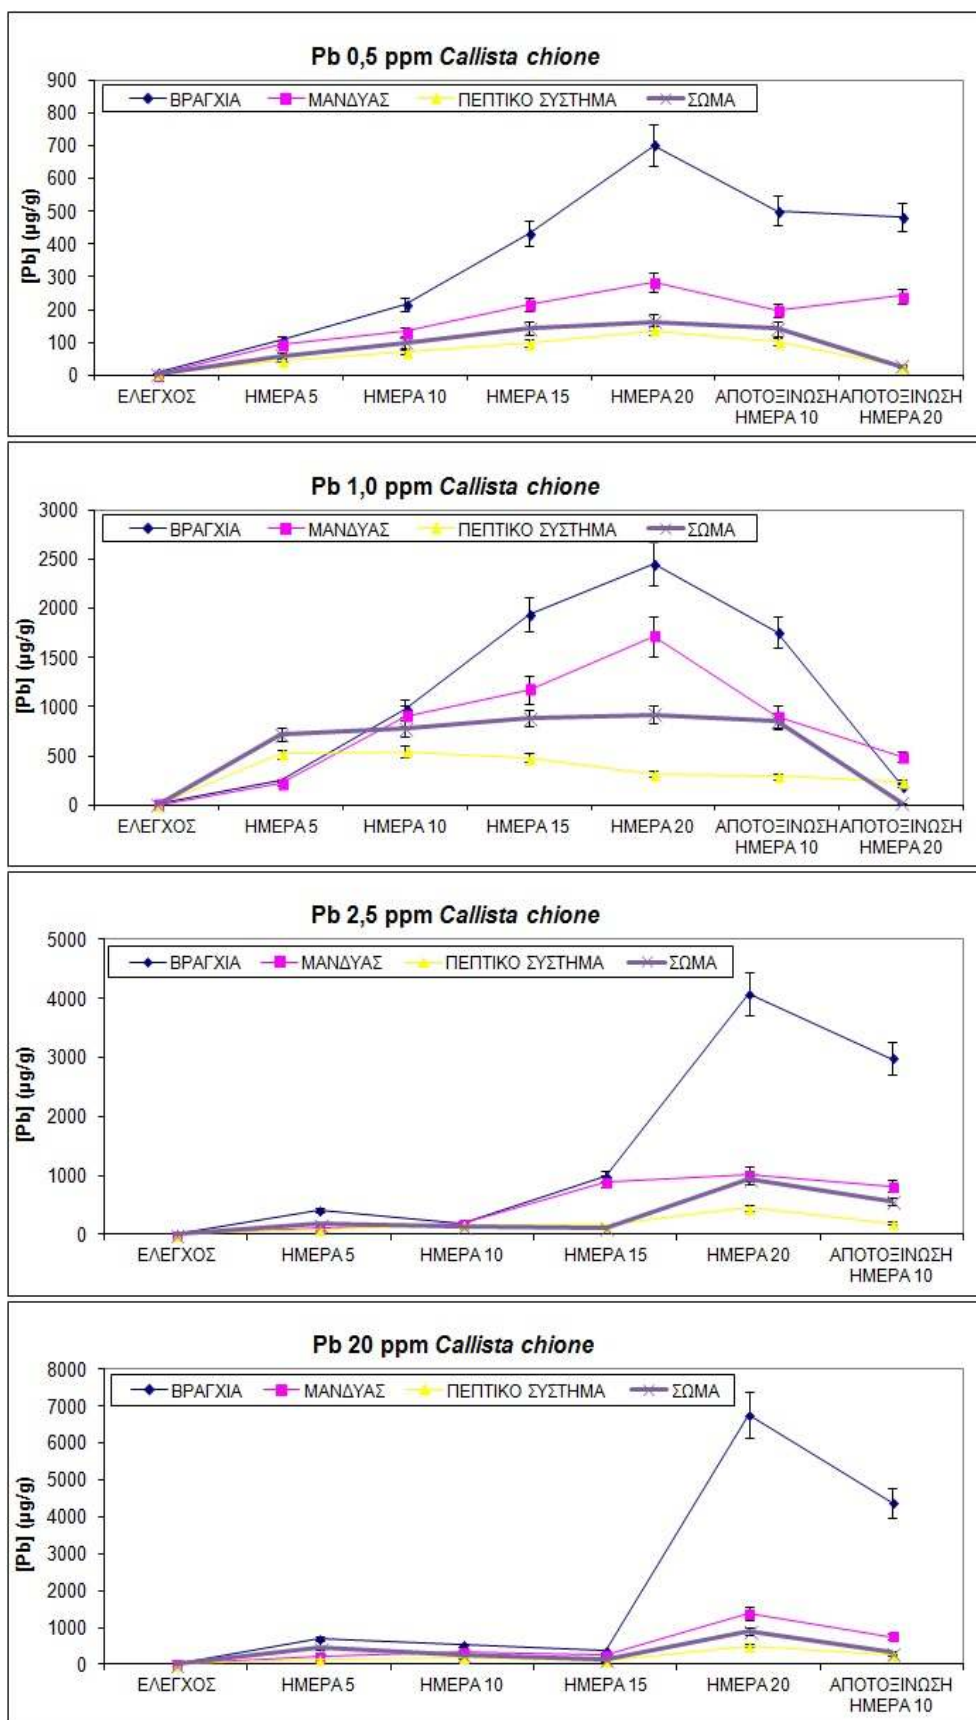 Pb 0,5 ppm Callista chione
900
800
700
600
500
400
300
200
100
0
[Pb] (µg/g)
ΒΡΑΓΧΙΑ ΜΑΝΔΥΑΣ ΠΕΠΤΙΚΟ ΣΥΣΤΗΜΑ ΣΩΜΑ
ΕΛΕΓΧΟΣ ΗΜΕΡΑ 5 ΗΜΕΡΑ 10 ΗΜΕΡΑ 15 ΗΜΕΡΑ 20 ΑΠΟΤΟΞΙΝΩΣΗ ΑΠΟΤΟΞΙΝΩΣΗ
ΗΜΕΡΑ 10 ΗΜΕΡΑ 20
Pb 1,0 ppm Callista chione
3000
2500
2000
1500
1000
500
0
[Pb] (µg/g)
ΒΡΑΓΧΙΑ ΜΑΝΔΥΑΣ ΠΕΠΤΙΚΟ ΣΥΣΤΗΜΑ ΣΩΜΑ
ΕΛΕΓΧΟΣ ΗΜΕΡΑ 5 ΗΜΕΡΑ 10 ΗΜΕΡΑ 15 ΗΜΕΡΑ 20 ΑΠΟΤΟΞΙΝΩΣΗ ΑΠΟΤΟΞΙΝΩΣΗ
ΗΜΕΡΑ 10 ΗΜΕΡΑ 20
Pb 2,5 ppm Callista chione
5000
4000
3000
2000
1000
0
[Pb] (µg/g)
ΒΡΑΓΧΙΑ ΜΑΝΔΥΑΣ ΠΕΠΤΙΚΟ ΣΥΣΤΗΜΑ ΣΩΜΑ
ΕΛΕΓΧΟΣ ΗΜΕΡΑ 5 ΗΜΕΡΑ 10 ΗΜΕΡΑ 15 ΗΜΕΡΑ 20 ΑΠΟΤΟΞΙΝΩΣΗ
ΗΜΕΡΑ 10
Pb 20 ppm Callista chione
8000
7000
6000
5000
4000
3000
2000
1000
0
[Pb] (µg/g)
ΒΡΑΓΧΙΑ ΜΑΝΔΥΑΣ ΠΕΠΤΙΚΟ ΣΥΣΤΗΜΑ ΣΩΜΑ
ΕΛΕΓΧΟΣ ΗΜΕΡΑ 5 ΗΜΕΡΑ 10 ΗΜΕΡΑ 15 ΗΜΕΡΑ 20 ΑΠΟΤΟΞΙΝΩΣΗ
ΗΜΕΡΑ 10